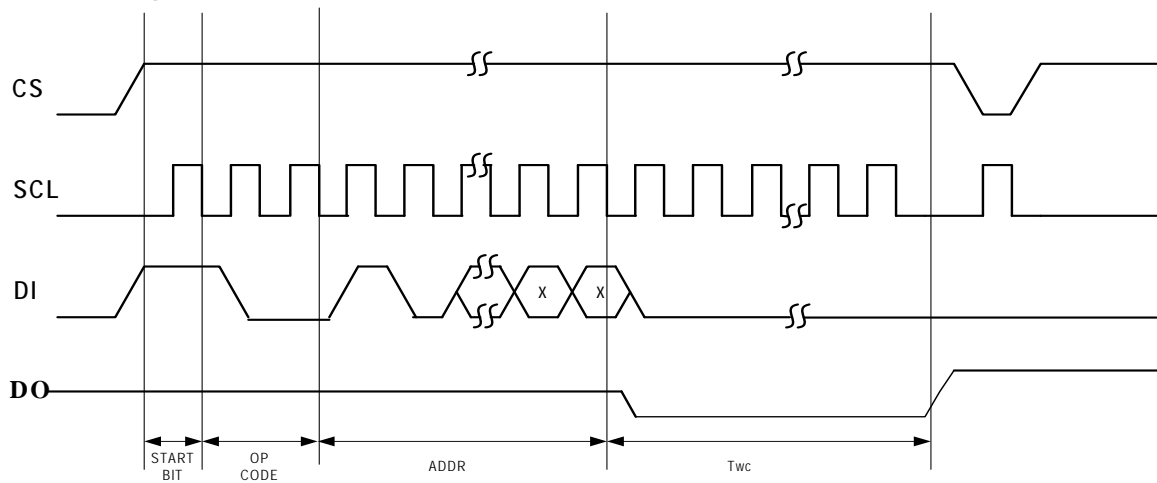 CS
SCL
DI
X X
DO
START
BIT
OP
CODE
ADDR
Twc